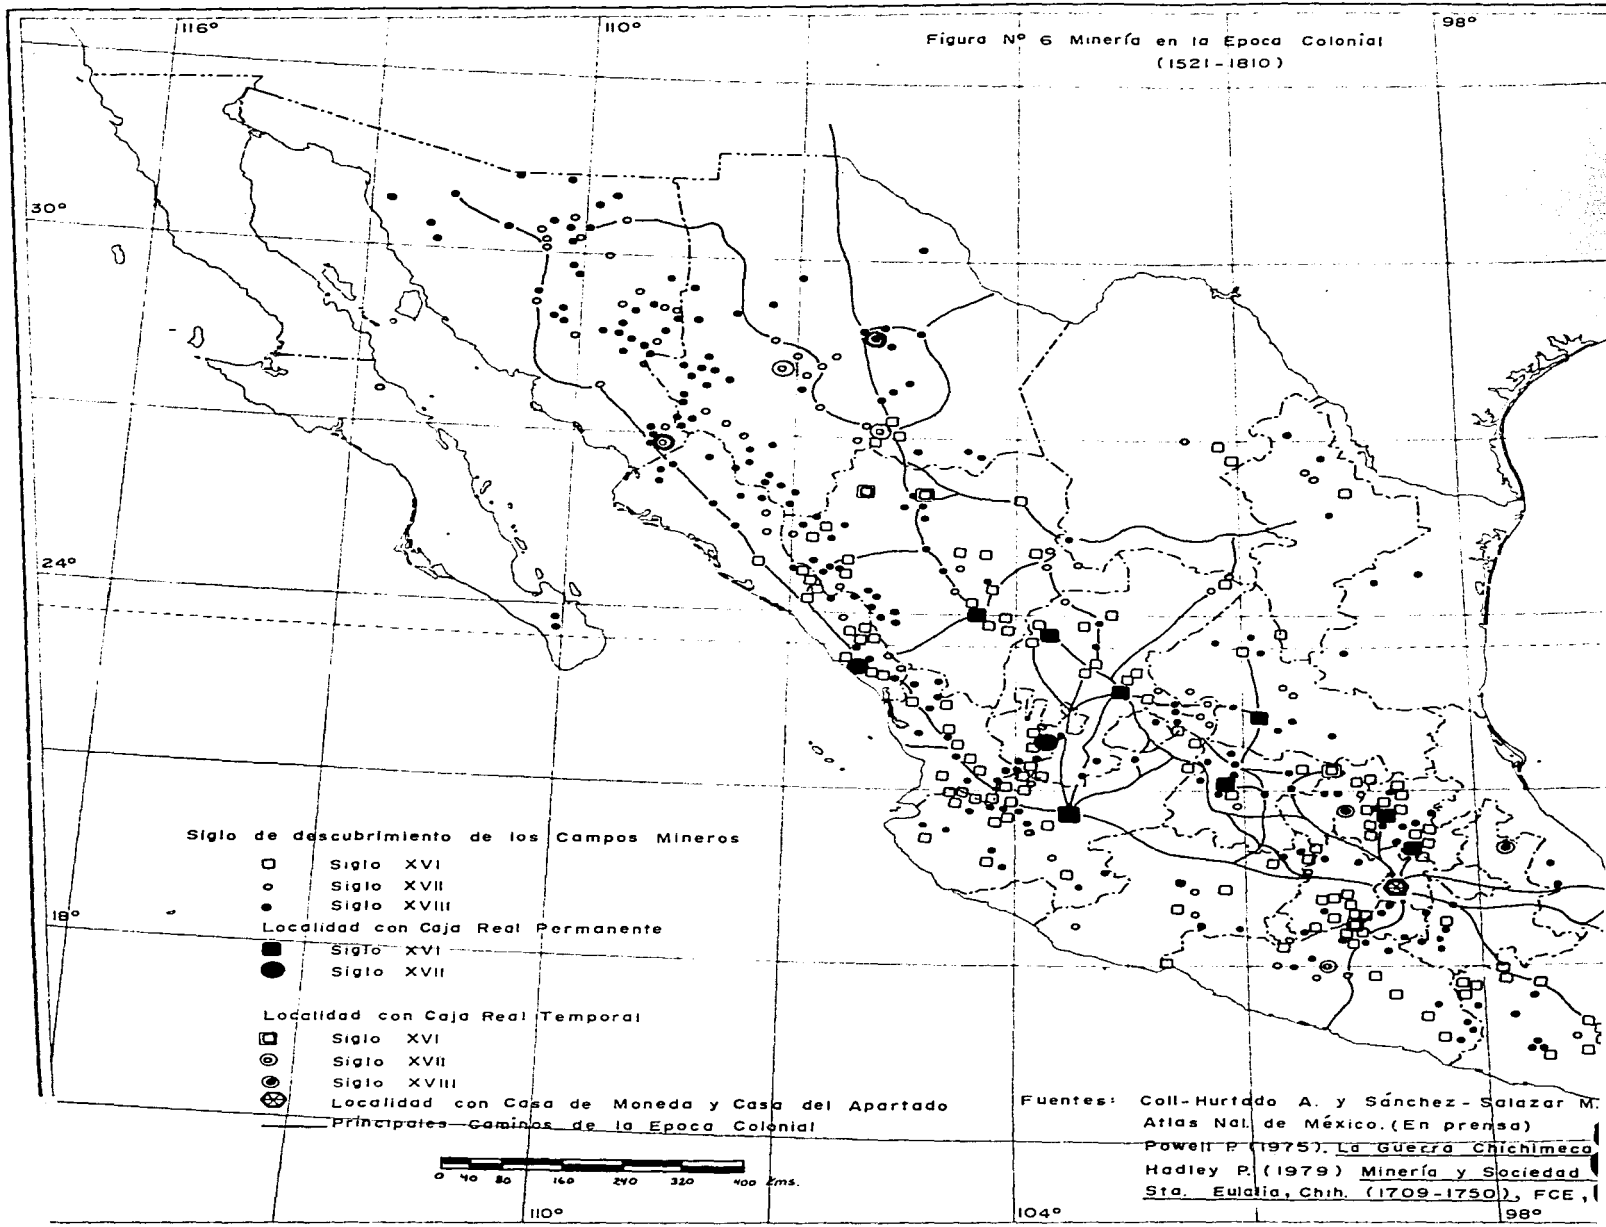 116°
110°
98°
Figura Nº 6 Minería en la Epoca Colonial
(1521-1810)
30°
24°
18°
Siglo de descubrimiento de los Campos Mineros
Siglo XVI
Siglo XVII
Siglo XVIII
Localidad con Caja Real Permanente
Siglo XVI
Siglo XVII
Localidad con Caja Real Temporal
Siglo XVI
Siglo XVII
Siglo XVIII
Localidad con Casa de Moneda y Casa del Apartado
Principales Caminos de la Epoca Colonial
0 40 80 160 240 320 400 Kms.
Fuentes: Coll-Hurtado A. y Sánchez-Salazar M.
Atlas Nal. de México. (En prensa)
Powell P. (1975). La Guerra Chichimeca
Hadley P. (1979) Minería y Sociedad
Sta. Eulalia, Chih. (1709-1750), FCE,
110°
104°
98°